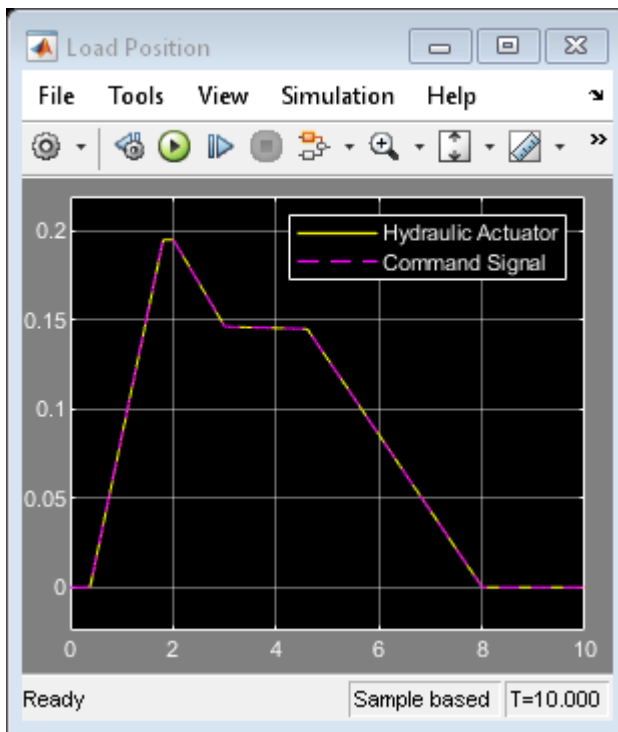 Load Position
File Tools View Simulation Help
0.2
Hydraulic Actuator
Command Signal
0.15
0.1
0.05
0
0 2 4 6 8 10
Ready Sample based T=10.000